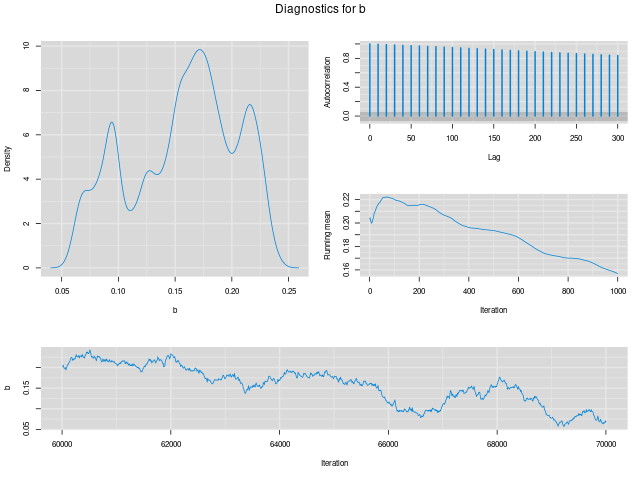 Diagnostics for b
Density
0 2 4 6 8 10
0.05 0.10 0.15 0.20 0.25
b
Autocorrelation
0.0 0.4 0.8
0 50 100 150 200 250 300
Lag
Running mean
0.16 0.18 0.20 0.22
0 200 400 600 800 1000
Iteration
b
0.05 0.15
60000 62000 64000 66000 68000 70000
Iteration